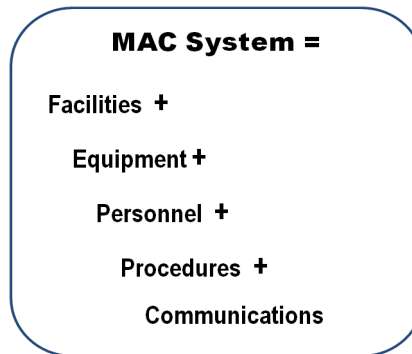 MAC System =
Facilities +
Equipment +
Personnel +
Procedures +
Communications